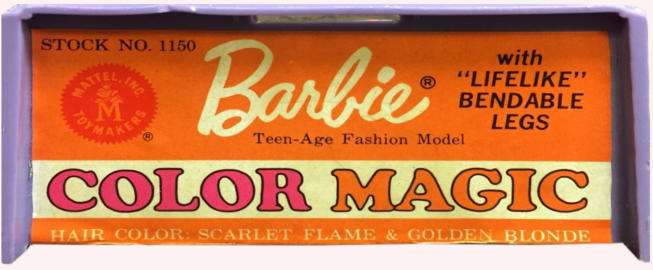 STOCK NO. 1150
MATTEL, INC.
M
TOYMAKERS
®
Barbie®
Teen-Age Fashion Model
with
"LIFELIKE"
BENDABLE
LEGS
COLOR MAGIC
HAIR COLOR: SCARLET FLAME & GOLDEN BLONDE